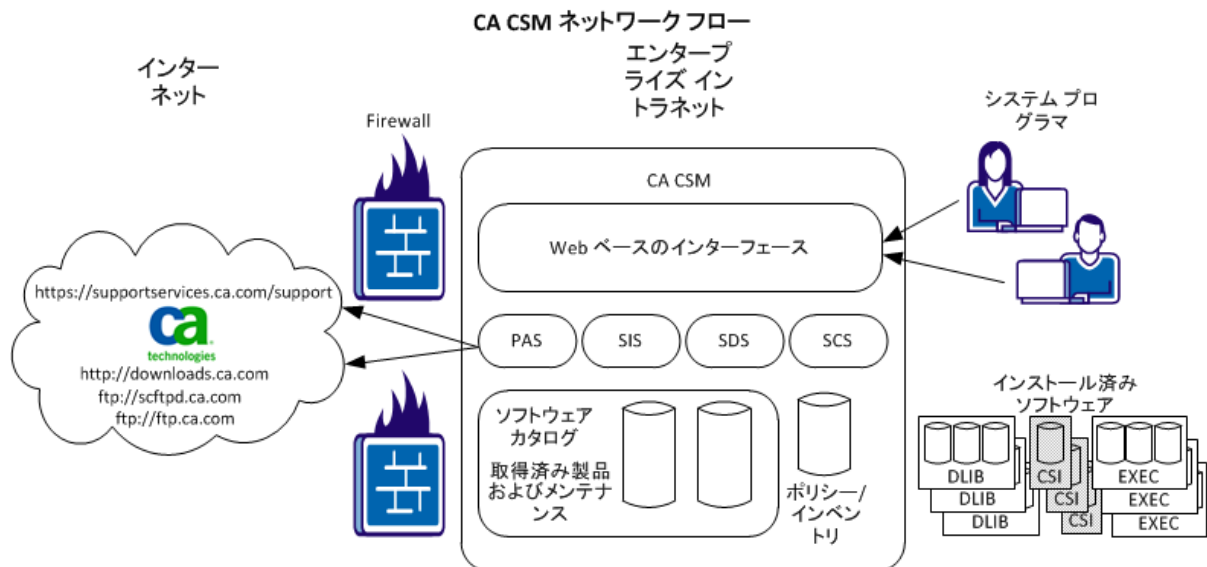 CA CSM ネットワーク フロー
インター
ネット
エンタープ
ライズ イン
トラネット
Firewall
システム プロ
グラマ
CA CSM
Web ベースのインターフェース
https://supportservices.ca.com/support
ca
technologies
http://downloads.ca.com
ftp://scftpd.ca.com
ftp://ftp.ca.com
PAS
SIS
SDS
SCS
ソフトウェア
カタログ
取得済み製品
およびメンテナ
ンス
ポリシー/
インベント
リ
インストール済み
ソフトウェア
DLIB
DLIB
DLIB
CSI
CSI
CSI
EXEC
EXEC
EXEC